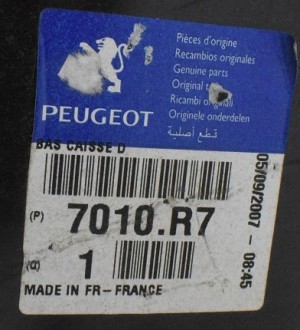 Pièces d'origine
Recambios originales
Genuine parts
Original
Ricambi originali
Originele onderdelen
قطع أصلية
PEUGEOT
BAS CAISSE D
(P) 7010.R7
1
MADE IN FR-FRANCE
05/09/2007 - 08:45